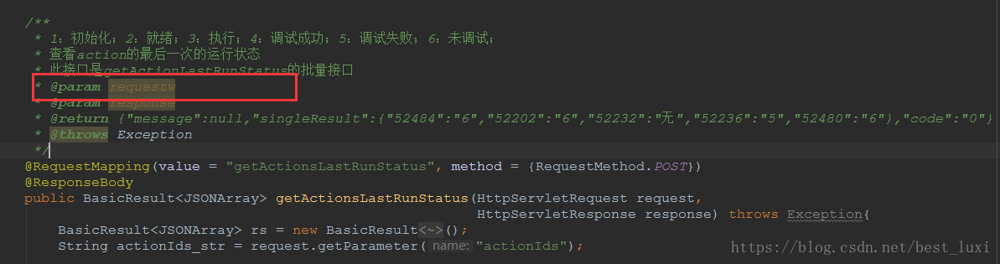 /**
* 1: 初始化; 2: 就绪; 3: 执行; 4: 调试成功; 5: 调试失败; 6: 未调试;
* 查看action的最后一次的运行状态
* 此接口是getActionLastRunStatus的批量接口
* @param requestw
* @param response
* @return {"message":null,"singleResult":{"52484":"6","52202":"6","52232":"无","52236":"5","52480":"6"},"code":"0"}
* @throws Exception
*/
@RequestMapping(value = "getActionsLastRunStatus", method = {RequestMethod.POST})
@ResponseBody
public BasicResult<JSONArray> getActionsLastRunStatus(HttpServletRequest request,
HttpServletResponse response) throws Exception{
BasicResult<JSONArray> rs = new BasicResult<~>();
String actionIds_str = request.getParameter( name: "actionIds");
https://blog.csdn.net/best_luxi